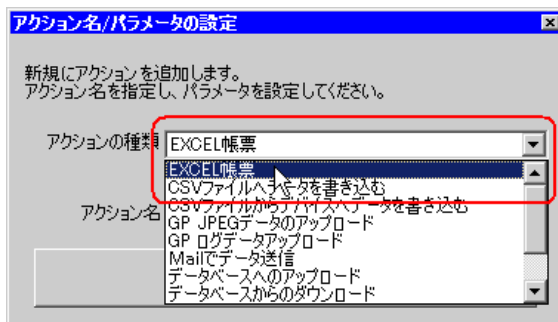 アクション名/パラメータの設定
新規にアクションを追加します。
アクション名を指定し、パラメータを設定してください。
アクションの種類 EXCEL帳票
EXCEL帳票
CSVファイルへデータを書き込む
アクション名 CSVファイルからデバイスへデータを書き込む
GP JPEGデータのアップロード
GP ログデータアップロード
Mailでデータ送信
データベースへのアップロード
データベースからのダウンロード